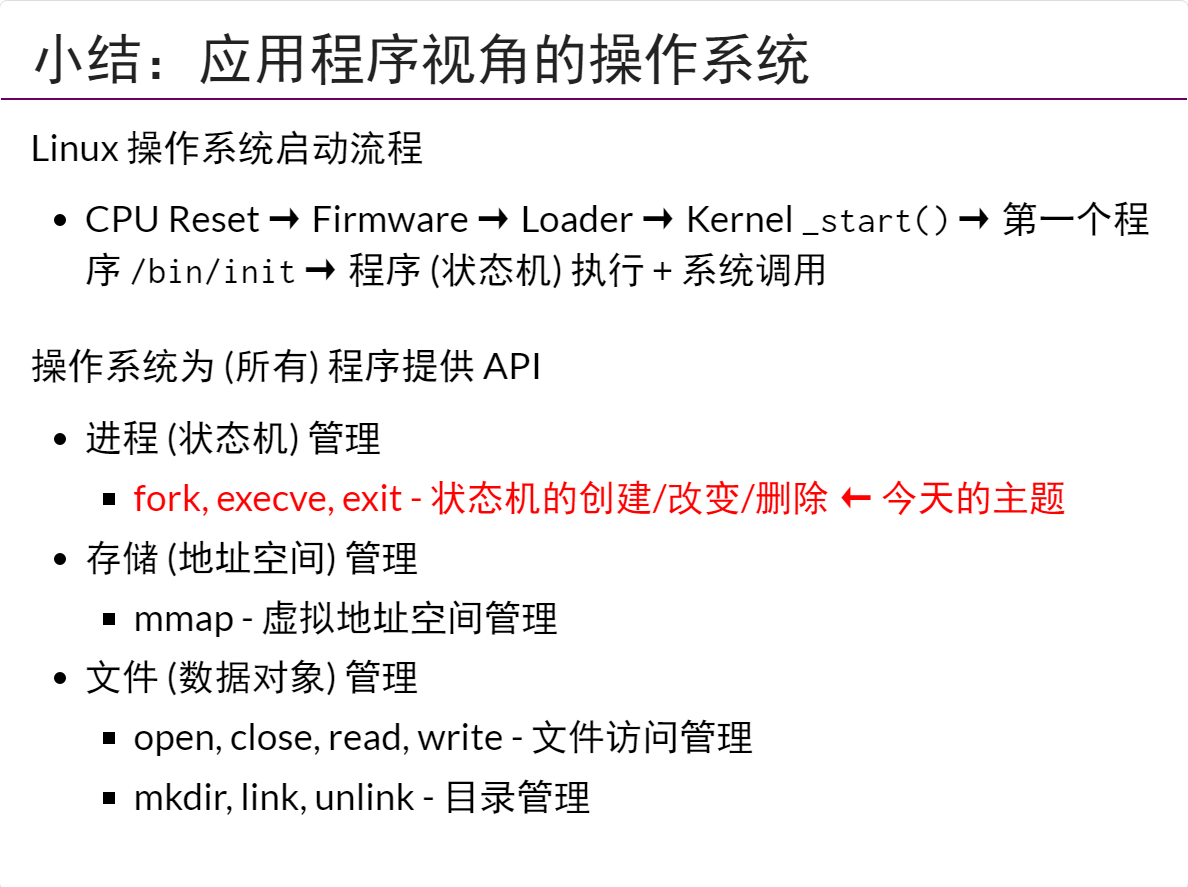 小结：应用程序视角的操作系统
Linux 操作系统启动流程
• CPU Reset → Firmware → Loader → Kernel _start() → 第一个程
序 /bin/init → 程序 (状态机) 执行 + 系统调用
操作系统为 (所有) 程序提供 API
• 进程 (状态机) 管理
▪ fork, execve, exit - 状态机的创建/改变/删除 ← 今天的主题
• 存储 (地址空间) 管理
▪ mmap - 虚拟地址空间管理
• 文件 (数据对象) 管理
▪ open, close, read, write - 文件访问管理
▪ mkdir, link, unlink - 目录管理